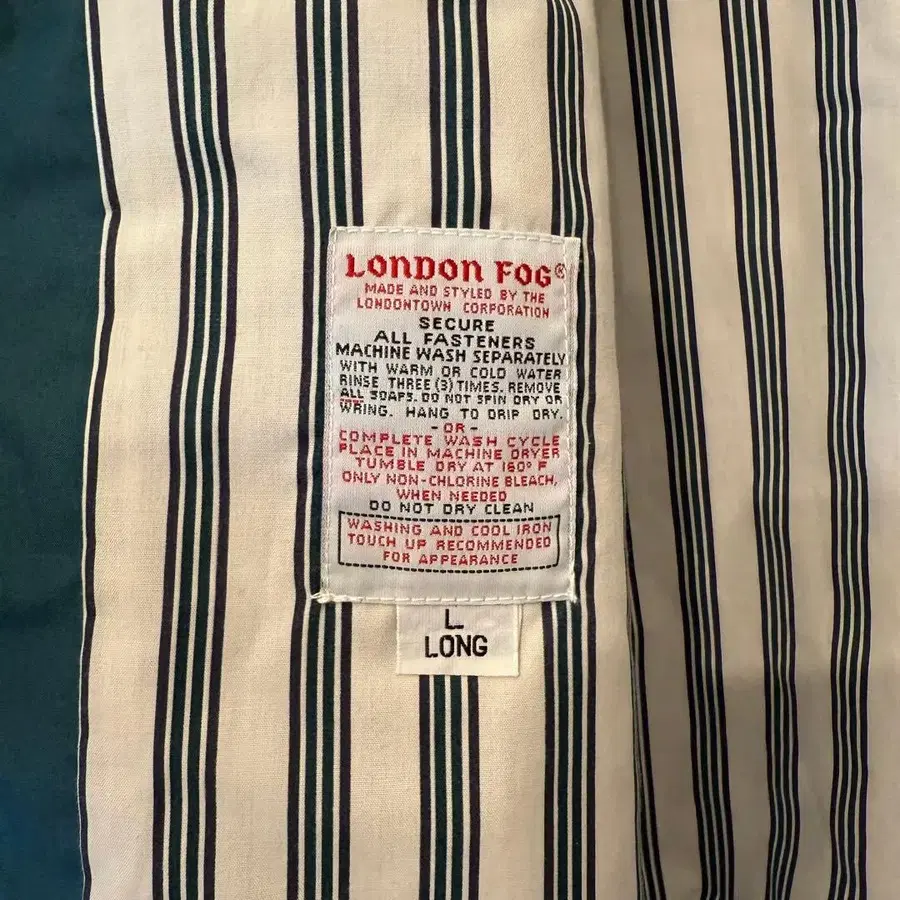 LONDON FOG®
MADE AND STYLED BY THE
LONDONTOWN CORPORATION
SECURE
ALL FASTENERS
MACHINE WASH SEPARATELY
WITH WARM OR COLD WATER
RINSE THREE (3) TIMES. REMOVE
ALL SOAPS. DO NOT SPIN DRY OR
WRING. HANG TO DRIP DRY.
-OR-
COMPLETE WASH CYCLE
PLACE IN MACHINE DRYER
TUMBLE DRY AT 160° F
ONLY NON-CHLORINE BLEACH,
WHEN NEEDED
DO NOT DRY CLEAN
WASHING AND COOL IRON
TOUCH UP RECOMMENDED
FOR APPEARANCE
L
LONG